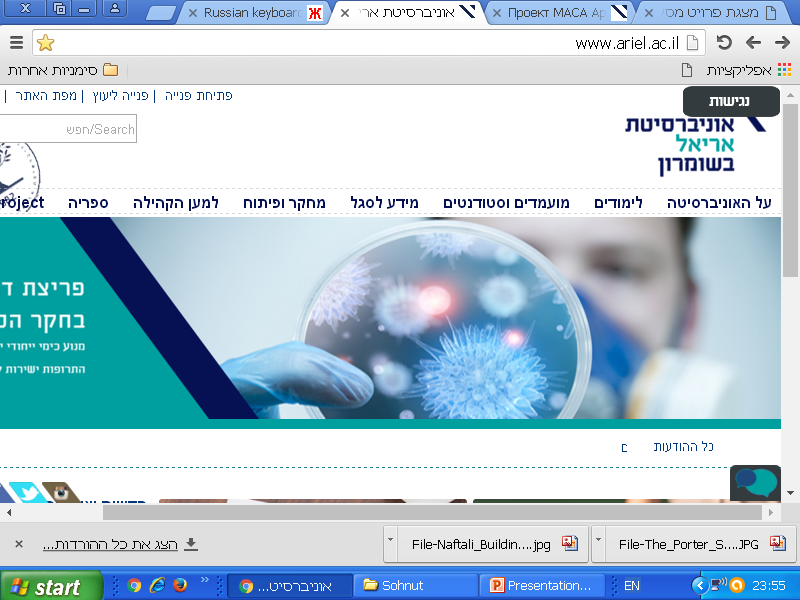 Russian keyboard
אוניברסיטת ארי
Проект MACA Ap
מצגת פרויט מס
www.ariel.ac.il
אפליקציות
סימניות אחרות
פתיחת פנייה | פנייה ליעוץ | מפת האתר |
נגישות
חפש/Search
אוניברסיטת
אריאל
בשומרון
על האוניברסיטה לימודים מועמדים וסטודנטים מידע לסגל מחקר ופיתוח למען הקהילה ספריה roject
פריצת ד
בחקר הס
מנוע כימי ייחודי י
התרופות ישירות ל
כל ההודעות
הצג את כל ההורדות...
File-Naftali_Buildin....jpg
File-The_Porter_S....JPG
start
אוניברסיט...
Sohnut
Presentation...
EN
23:55